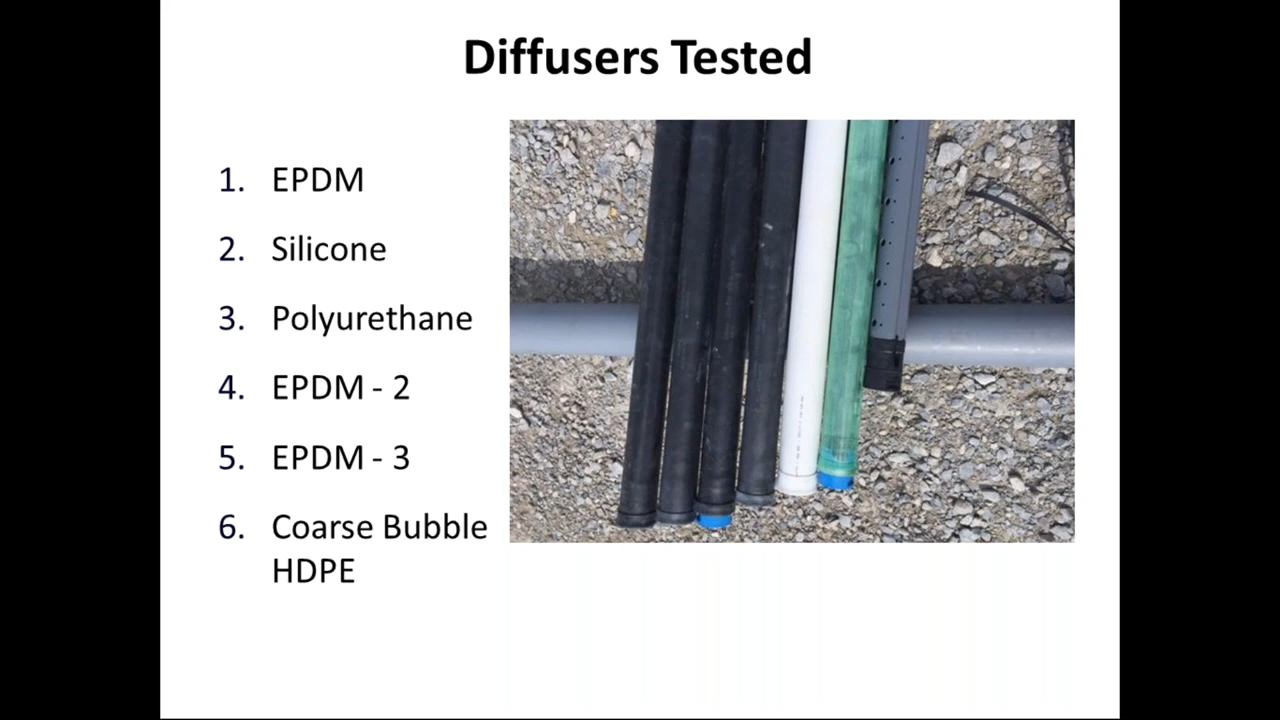 Diffusers Tested
1. EPDM
2. Silicone
3. Polyurethane
4. EPDM - 2
5. EPDM - 3
6. Coarse Bubble
HDPE